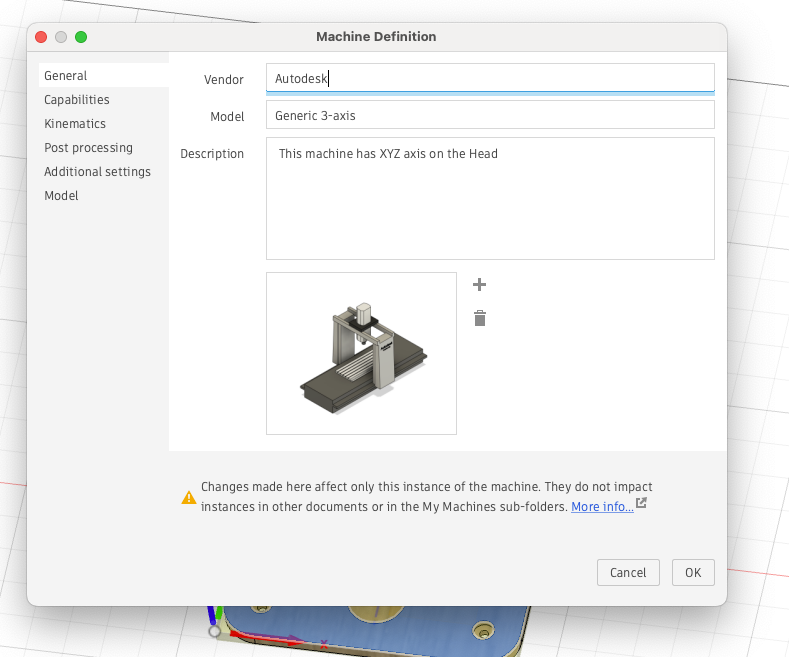 Machine Definition
General
Capabilities
Kinematics
Post processing
Additional settings
Model
Vendor
Autodesk
Model
Generic 3-axis
Description
This machine has XYZ axis on the Head
Changes made here affect only this instance of the machine. They do not impact
instances in other documents or in the My Machines sub-folders. More info...
Cancel
OK
X